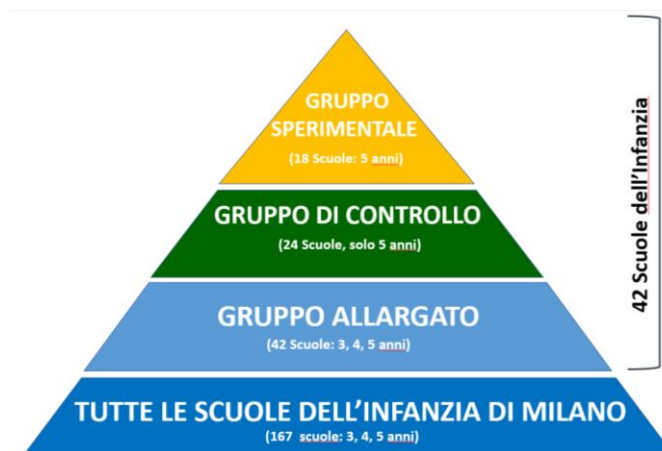 GRUPPO
SPERIMENTALE
(18 Scuole: 5 anni)
GRUPPO DI CONTROLLO
(24 Scuole, solo 5 anni)
GRUPPO ALLARGATO
(42 Scuole: 3, 4, 5 anni)
TUTTE LE SCUOLE DELL'INFANZIA DI MILANO
(167 scuole: 3, 4, 5 anni)
42 Scuole dell'Infanzia